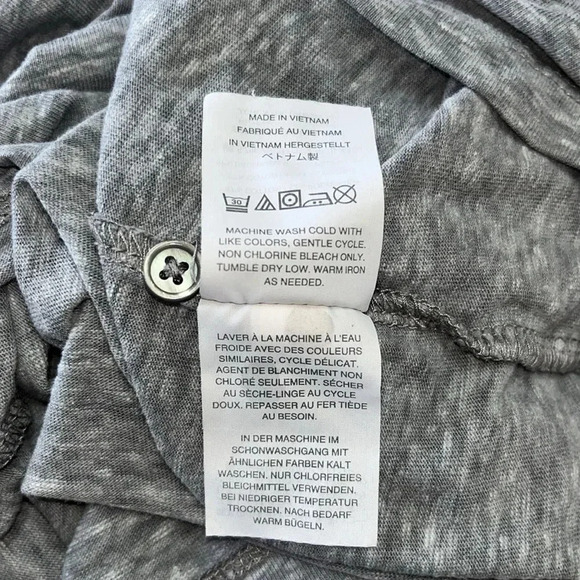 MADE IN VIETNAM
FABRIQUÉ AU VIETNAM
IN VIETNAM HERGESTELLT
ベトナム製
30
MACHINE WASH COLD WITH
LIKE COLORS, GENTLE CYCLE.
NON CHLORINE BLEACH ONLY.
TUMBLE DRY LOW. WARM IRON
AS NEEDED.
LAVER À LA MACHINE À L'EAU
FROIDE AVEC DES COULEURS
SIMILAIRES, CYCLE DÉLICAT.
AGENT DE BLANCHIMENT NON
CHLORÉ SEULEMENT. SÉCHER
AU SÈCHE-LINGE AU CYCLE
DOUX. REPASSER AU FER TIÈDE
AU BESOIN.
IN DER MASCHINE IM
SCHONWASCHGANG MIT
ÄHNLICHEN FARBEN KALT
WASCHEN. NUR CHLORFREIES
BLEICHMITTEL VERWENDEN.
BEI NIEDRIGER TEMPERATUR
TROCKNEN. NACH BEDARF
WARM BÜGELN.